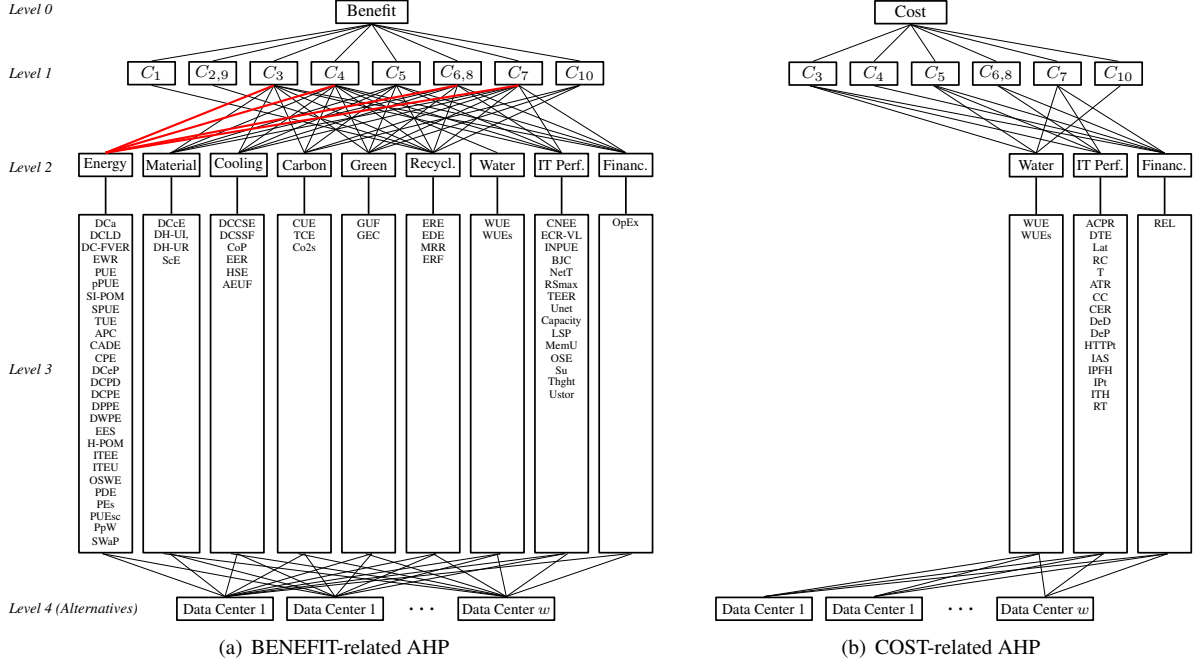 Level 0
Benefit
Cost
Level 1
C1
C2,9
C3
C4
C5
C6,8
C7
C10
C3
C4
C5
C6,8
C7
C10
Level 2
Energy
Material
Cooling
Carbon
Green
Recycl.
Water
IT Perf.
Financ.
Water
IT Perf.
Financ.
Level 3
DCa
DCLD
DC-FVER
EWR
PUE
pPUE
SI-POM
SPUE
TUE
APC
CADE
CPE
DCeP
DCPD
DCPE
DPPE
DWPE
EES
H-POM
ITEE
ITEU
OSWE
PDE
PEs
PUEsc
PpW
SWaP
DCcE
DH-UI,
DH-UR
ScE
DCCSE
DCSSF
CoP
EER
HSE
AEUF
CUE
TCE
Co2s
GUF
GEC
ERE
EDE
MRR
ERF
WUE
WUEs
CNEE
ECR-VL
INPUE
BJC
NetT
RSmax
TEER
Unet
Capacity
LSP
MemU
OSE
Su
Thght
Ustor
OpEx
WUE
WUEs
ACPR
DTE
Lat
RC
T
ATR
CC
CER
DeD
DeP
HTTPt
IAS
IPFH
IPt
ITH
RT
REL
Level 4 (Alternatives)
Data Center 1
Data Center 1
· · ·
Data Center w
Data Center 1
Data Center 1
· · ·
Data Center w
(a) BENEFIT-related AHP
(b) COST-related AHP